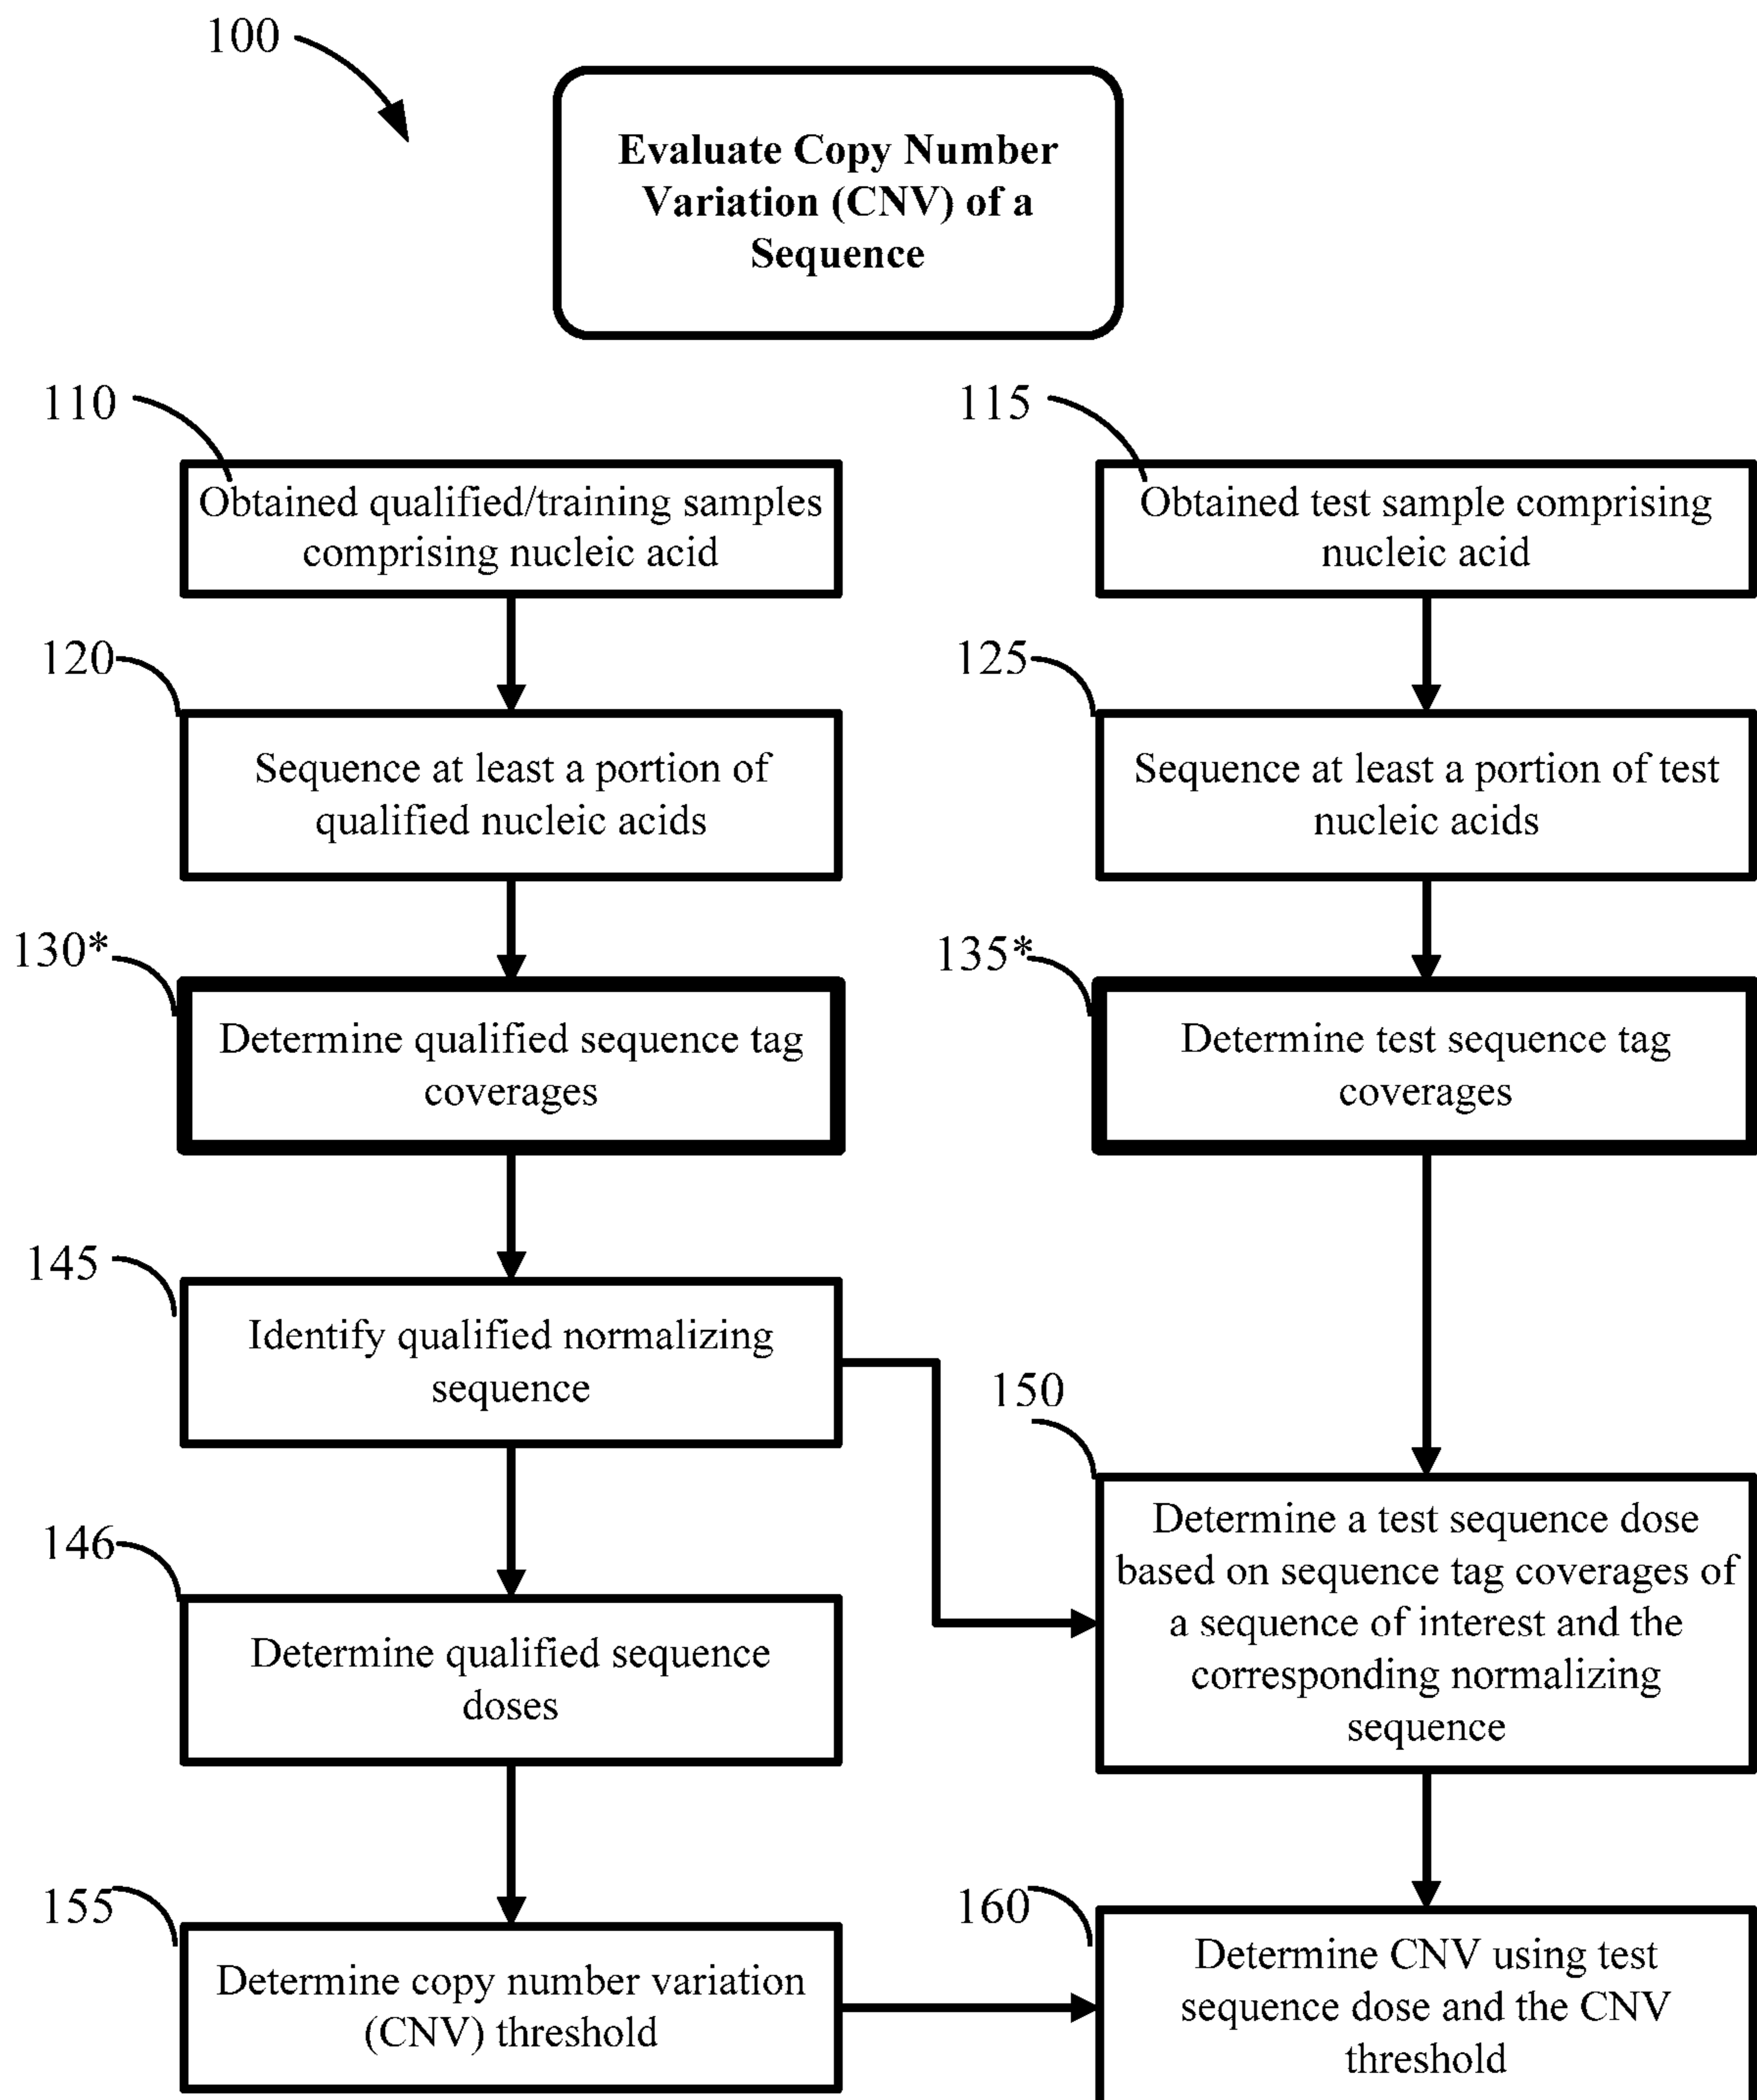 100
Evaluate Copy Number
Variation (CNV) of a
Sequence
110
Obtained qualified/training samples
comprising nucleic acid
115
Obtained test sample comprising
nucleic acid
120
Sequence at least a portion of
qualified nucleic acids
125
Sequence at least a portion of test
nucleic acids
130*
Determine qualified sequence tag
coverages
135*
Determine test sequence tag
coverages
145
Identify qualified normalizing
sequence
150
Determine a test sequence dose
based on sequence tag coverages of
a sequence of interest and the
corresponding normalizing
sequence
146
Determine qualified sequence
doses
155
Determine copy number variation
(CNV) threshold
160
Determine CNV using test
sequence dose and the CNV
threshold